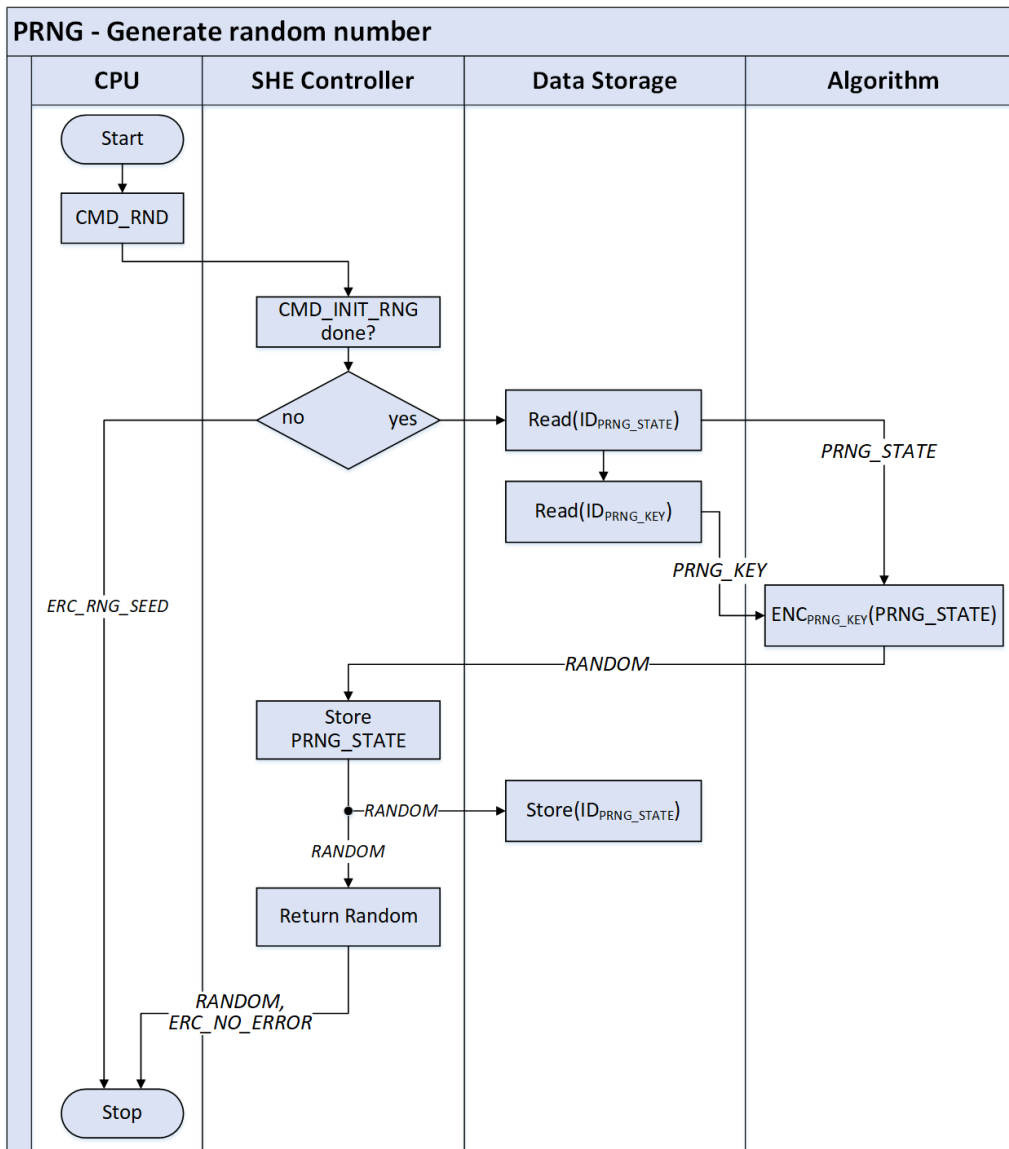 PRNG - Generate random number
CPU
SHE Controller
Data Storage
Algorithm
Start
CMD_RND
CMD_INIT_RNG
done?
no
yes
Read(IDPRNG_STATE)
PRNG_STATE
Read(IDPRNG_KEY)
PRNG_KEY
ERC_RNG_SEED
ENCPRNG_KEY(PRNG_STATE)
RANDOM
Store
PRNG_STATE
RANDOM
Store(IDPRNG_STATE)
RANDOM
Return Random
RANDOM,
ERC_NO_ERROR
Stop